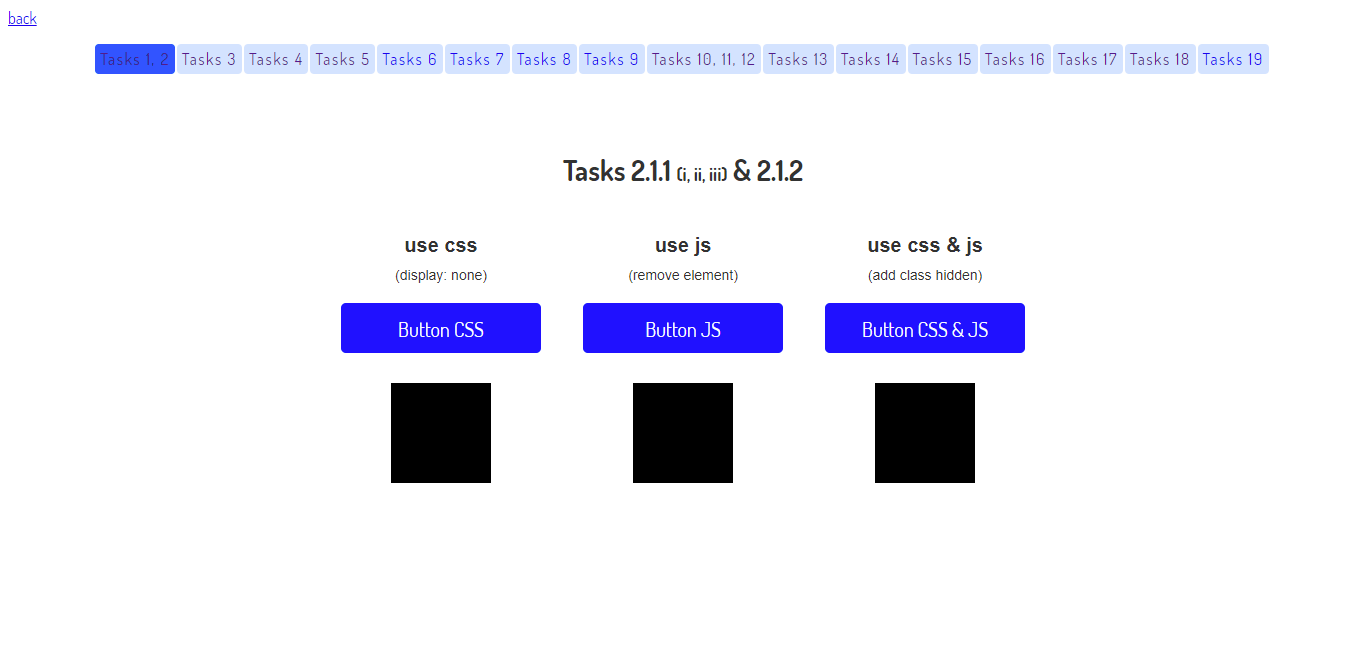 back
Tasks 1, 2 Tasks 3 Tasks 4 Tasks 5 Tasks 6 Tasks 7 Tasks 8 Tasks 9 Tasks 10, 11, 12 Tasks 13 Tasks 14 Tasks 15 Tasks 16 Tasks 17 Tasks 18 Tasks 19
Tasks 2.1.1 (i, ii, iii) & 2.1.2
use css use js use css & js
(display: none) (remove element) (add class hidden)
Button CSS Button JS Button CSS & JS